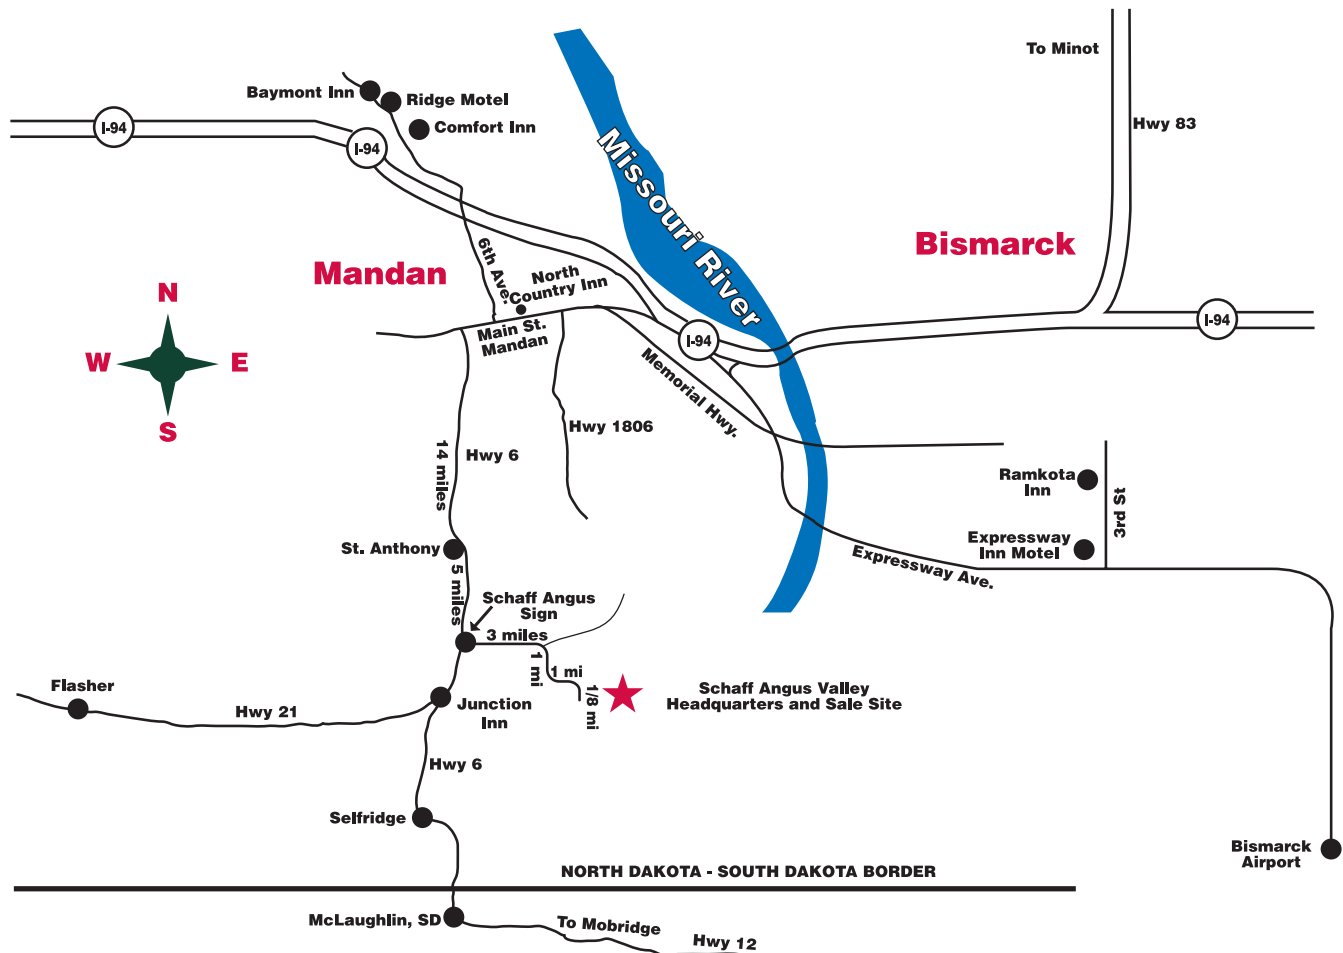 To Minot
Baymont Inn
Ridge Motel
Comfort Inn
I-94
I-94
Hwy 83
Missouri River
Bismarck
Mandan
6th Ave.
North
Country Inn
N
W
E
S
Main St.
Mandan
I-94
I-94
Memorial Hwy.
Hwy 1806
14 miles
Hwy 6
Ramkota
Inn
3rd St
St. Anthony
Expressway
Inn Motel
Expressway Ave.
5 miles
Schaff Angus
Sign
3 miles
1 mi
1 mi
1/8 mi
Flasher
Hwy 21
Junction
Inn
Schaff Angus Valley
Headquarters and Sale Site
Hwy 6
Selfridge
Bismarck
Airport
NORTH DAKOTA - SOUTH DAKOTA BORDER
McLaughlin, SD
To Mobridge
Hwy 12